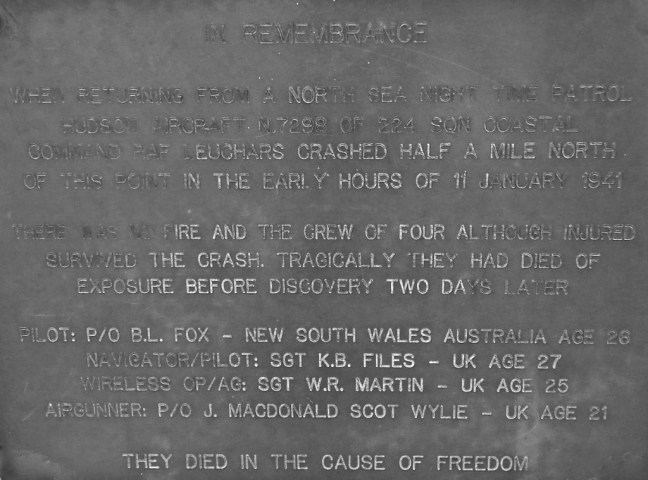 IN REMEMBRANCE
WHEN RETURNING FROM A NORTH SEA NIGHT TIME PATROL
HUDSON AIRCRAFT N.7298 OF 224 SQN COASTAL
COMMAND RAF LEUCHARS CRASHED HALF A MILE NORTH
OF THIS POINT IN THE EARLY HOURS OF 11 JANUARY 1941
THERE WAS NO FIRE AND THE CREW OF FOUR ALTHOUGH INJURED
SURVIVED THE CRASH. TRAGICALLY THEY HAD DIED OF
EXPOSURE BEFORE DISCOVERY TWO DAYS LATER
PILOT: P/O B.L. FOX - NEW SOUTH WALES AUSTRALIA AGE 26
NAVIGATOR/PILOT: SGT K.B. FILES - UK AGE 27
WIRELESS OP/AG: SGT W.R. MARTIN - UK AGE 25
AIRGUNNER: P/O J. MACDONALD SCOT WYLIE - UK AGE 21
THEY DIED IN THE CAUSE OF FREEDOM